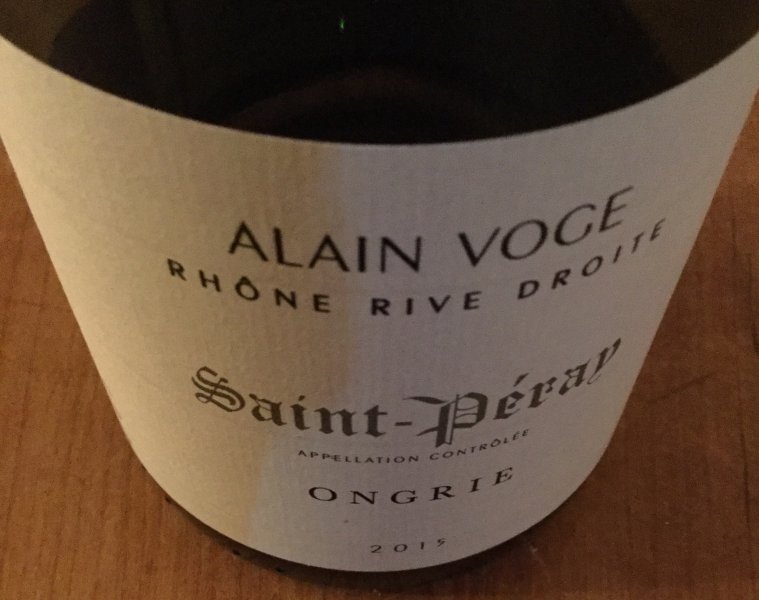 ALAIN VOGE
RHÔNE RIVE DROITE
Saint-Péray
APPELLATION CONTRÔLÉE
ONGRIE
2015